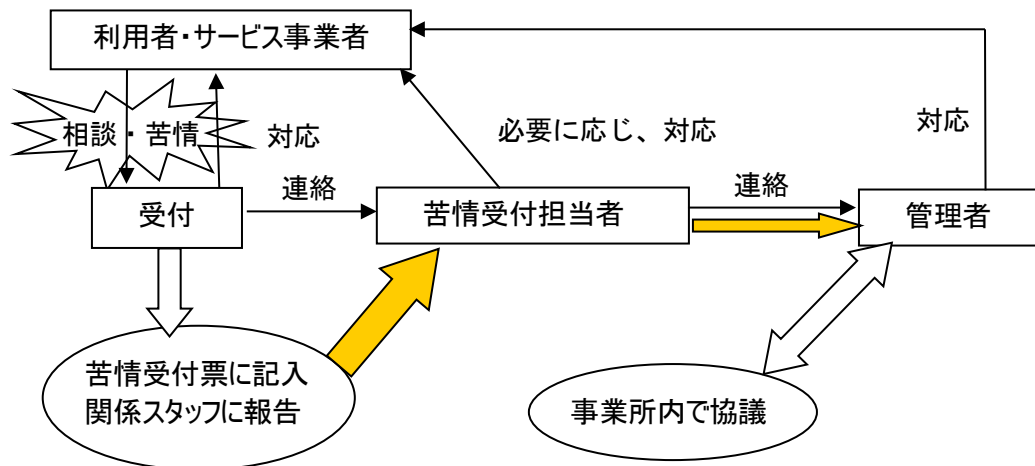 利用者・サービス事業者
相談・苦情
対応
必要に応じ、対応
対応
連絡
連絡
受付
苦情受付担当者
管理者
苦情受付票に記入
関係スタッフに報告
事業所内で協議